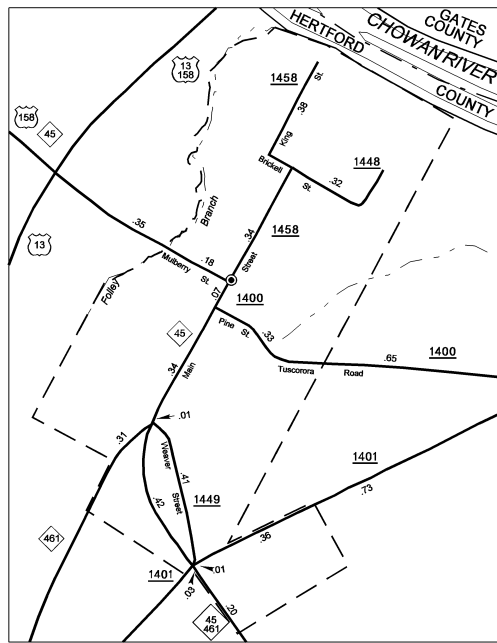 GATES
COUNTY
CHOWAN RIVER
HERTFORD
COUNTY
13
158
1458
St.
.38
King
158
45
Brickell
St.
1448
.32
Branch
.35
.34
1458
Street
13
.18
Mulberry
St.
Folley
.07
1400
Pine
St.
.33
45
.34
Main
Tuscorora
Road
.65
1400
.01
.31
Weaver
Street
.41
1401
.73
.42
1449
461
.36
1401
.01
.03
.20
45
461